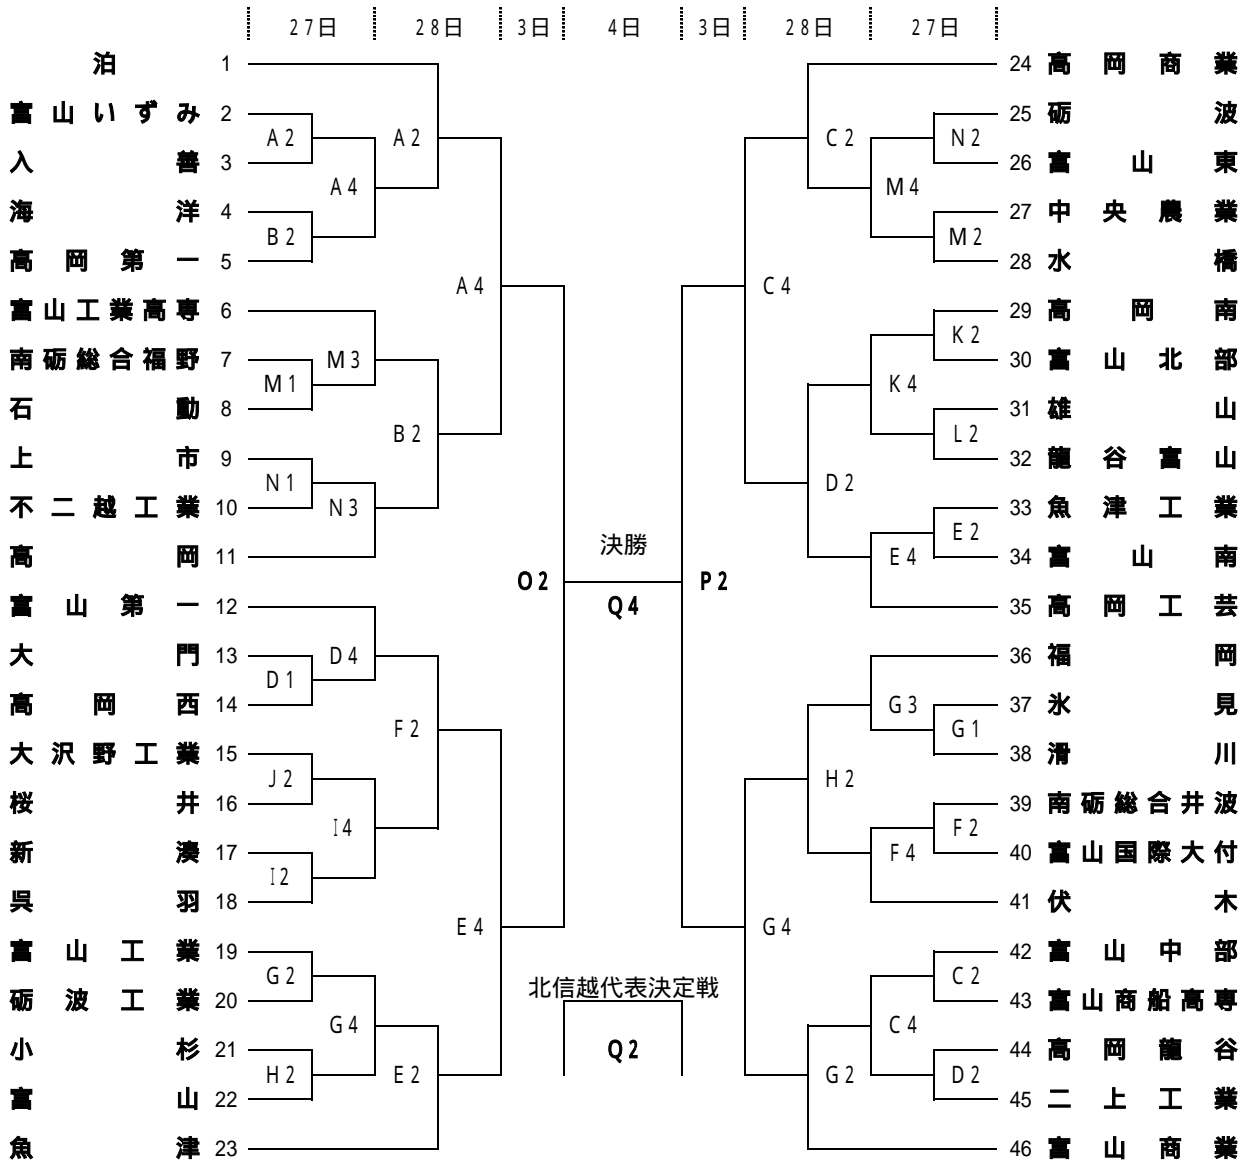 27日 28日 3日 4日 3日 28日 27日
泊 1 24 高岡商業
富山いずみ 2 25 砺波
A2 A2 C2 N2
入善 3 26 富山東
A4 M4
海洋 4 27 中央農業
B2 M2
高岡第一 5 28 水橋
A4 C4
富山工業高専 6 29 高岡南
K2
南砺総合福野 7 M3 30 富山北部
M1 K4
石動 8 31 雄山
B2 L2
上市 9 32 龍谷富山
N1 D2
不二越工業 10 N3 33 魚津工業
E2
高岡 11 決勝 E4 34 富山南
O2 P2
富山第一 12 Q4 35 高岡工芸
大門 13 D4 36 福岡
D1
高岡西 14 G3 37 氷見
F2 G1
大沢野工業 15 38 滑川
J2 H2
桜井 16 39 南砺総合井波
I4 F2
新湊 17 F4 40 富山国際大付
I2
呉羽 18 41 伏木
E4 G4
富山工業 19 42 富山中部
G2 C2
北信越代表決定戦
砺波工業 20 43 富山商船高専
G4 C4
小杉 21 Q2 44 高岡龍谷
H2 E2 G2 D2
富山 22 45 二上工業
魚津 23 46 富山商業